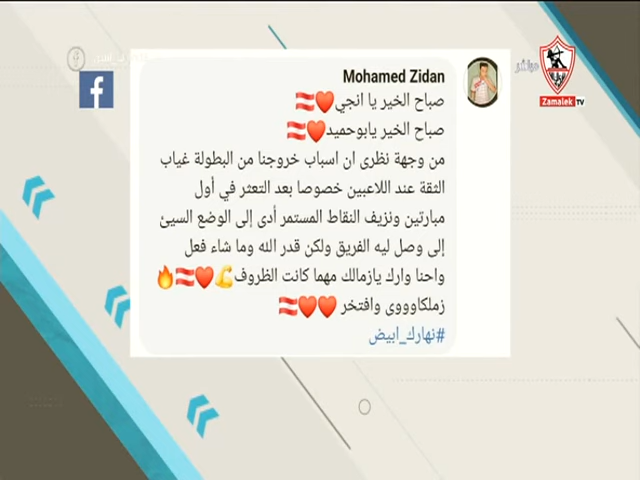 مباشر
Zamalek TV
Mohamed Zidan
صباح الخير يا انجي❤️🇦🇹
صباح الخير يابوحميد❤️🇦🇹
من وجهة نظرى ان اسباب خروجنا من البطولة غياب
الثقة عند اللاعبين خصوصا بعد التعثر في أول
مبارتين ونزيف النقاط المستمر أدى إلى الوضع السيئ
إلى وصل ليه الفريق ولكن قدر الله وما شاء فعل
واحنا وارك يازمالك مهما كانت الظروف💪❤️🇦🇹🔥
زملكاوووى وافتخر ❤️❤️🇦🇹
#نهارك_ابيض